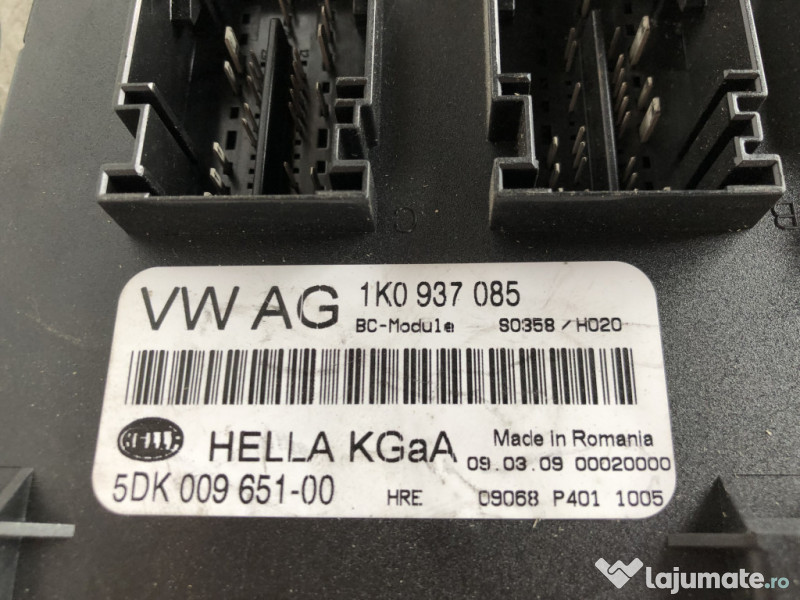 G
B
VW AG 1K0 937 085
BC-Module S0358 / H020
HELLA KGaA Made in Romania
09.03.09 00020000
5DK 009 651-00 HRE 09068 P401 1005
lajumate.ro